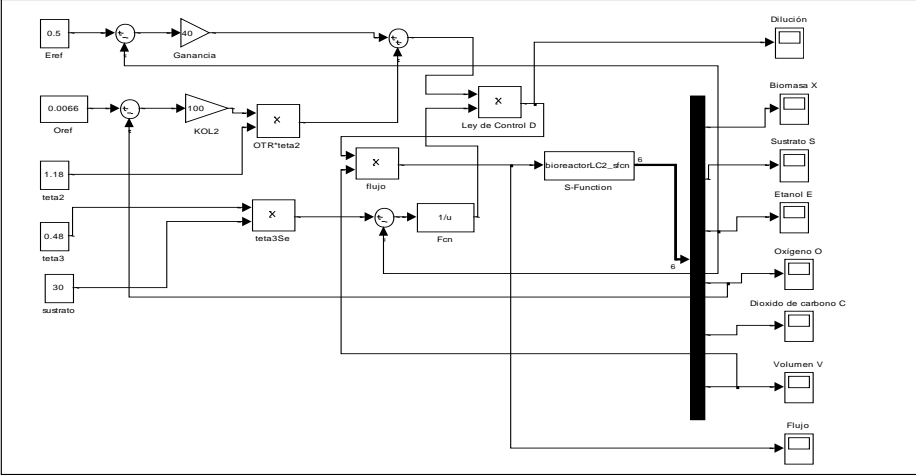 Dilución
0.5
Eref
40
Ganancia
Biomasa X
0.0066
Oref
100
KOL2
x
OTR*teta2
x
Ley de Control D
Sustrato S
1.18
teta2
x
flujo
bioreactorLC2_sfcn
S-Function
6
Etanol E
0.48
teta3
x
teta3Se
1/u
Fcn
6
Oxígeno O
30
sustrato
Dioxido de carbono C
Volumen V
Flujo